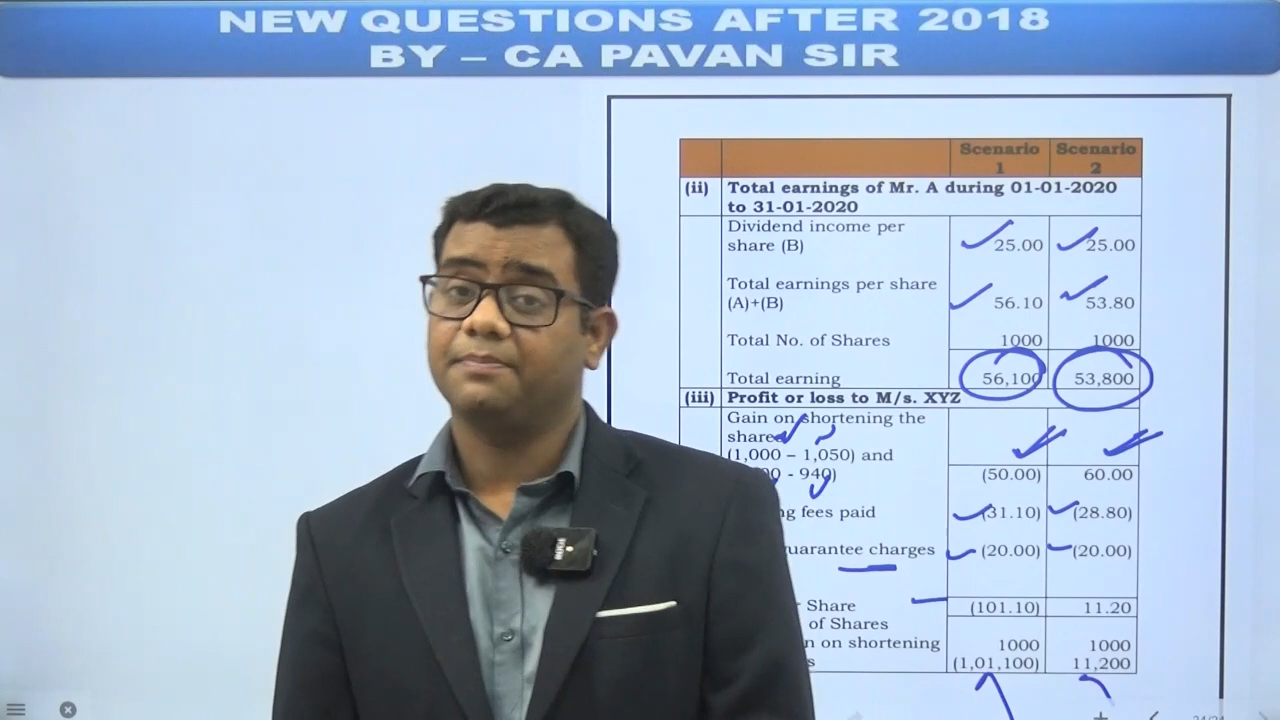 NEW QUESTIONS AFTER 2018
BY – CA PAVAN SIR
Scenario 1 Scenario 2
(ii) Total earnings of Mr. A during 01-01-2020
to 31-01-2020
Dividend income per
share (B) 25.00 25.00
Total earnings per share
(A)+(B) 56.10 53.80
Total No. of Shares 1000 1000
Total earning 56,100 53,800
(iii) Profit or loss to M/s. XYZ
Gain on shortening the
share
(1,000 – 1,050) and
- 940) (50.00) 60.00
fees paid (31.10) (28.80)
charges (20.00) (20.00)
Share (101.10) 11.20
of Shares
on shortening 1000 1000
(1,01,100) 11,200
24/24